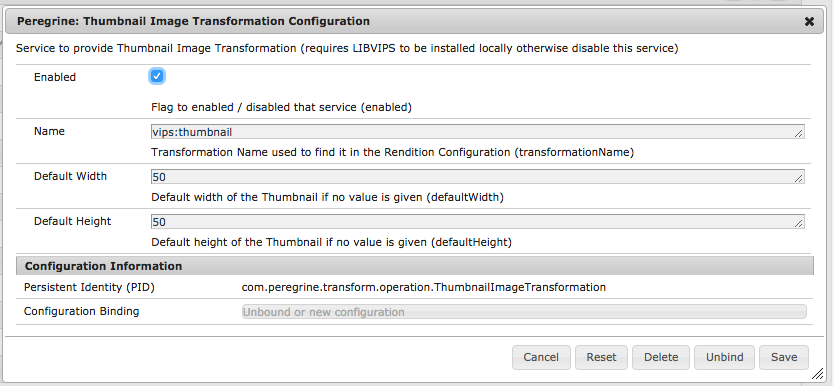 Peregrine: Thumbnail Image Transformation Configuration
Service to provide Thumbnail Image Transformation (requires LIBVIPS to be installed locally otherwise disable this service)
Enabled
Flag to enabled / disabled that service (enabled)
Name
vips:thumbnail
Transformation Name used to find it in the Rendition Configuration (transformationName)
Default Width
50
Default width of the Thumbnail if no value is given (defaultWidth)
Default Height
50
Default height of the Thumbnail if no value is given (defaultHeight)
Configuration Information
Persistent Identity (PID)
com.peregrine.transform.operation.ThumbnailImageTransformation
Configuration Binding
Unbound or new configuration
Cancel
Reset
Delete
Unbind
Save